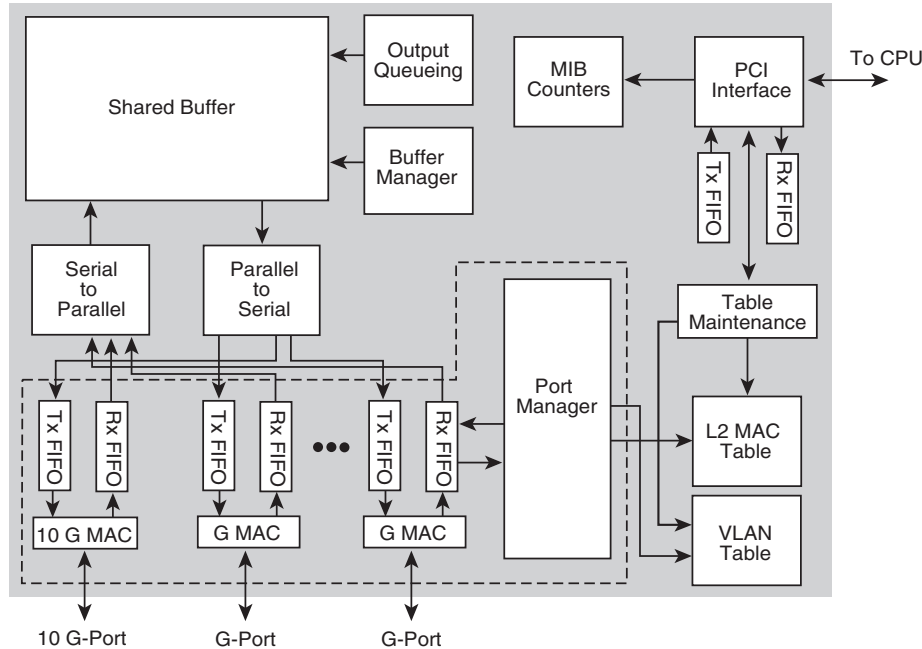 Shared Buffer
Output
Queueing
Buffer
Manager
MIB
Counters
PCI
Interface
To CPU
Tx FIFO
Rx FIFO
Serial
to
Parallel
Parallel
to
Serial
Table
Maintenance
Port
Manager
L2 MAC
Table
VLAN
Table
Tx FIFO
Rx FIFO
Tx FIFO
Rx FIFO
Tx FIFO
Rx FIFO
10 G MAC
G MAC
G MAC
10 G-Port
G-Port
G-Port